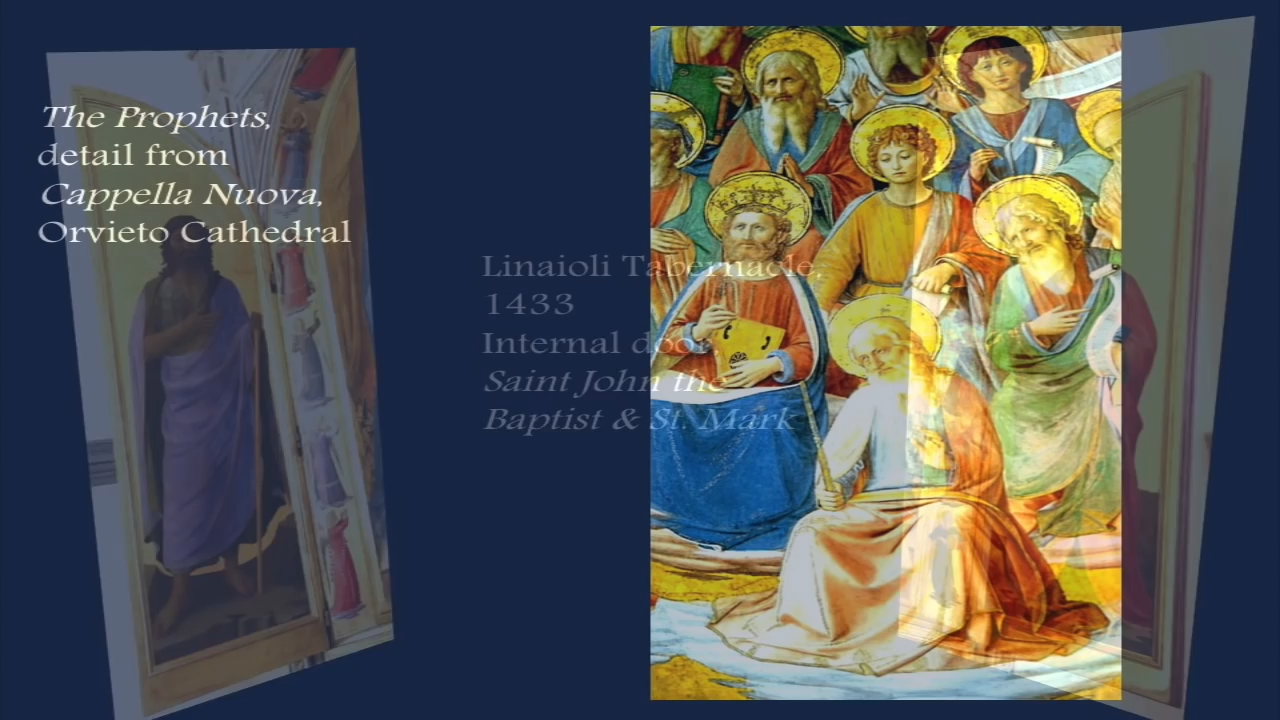 The Prophets,
detail from
Cappella Nuova,
Orvieto Cathedral
Linaioli Tabernacle,
1433
Internal door,
Saint John the
Baptist & St. Mark